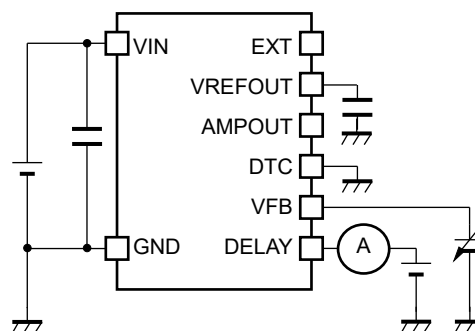 VIN
EXT
VREFOUT
AMPOUT
DTC
VFB
GND
DELAY
A